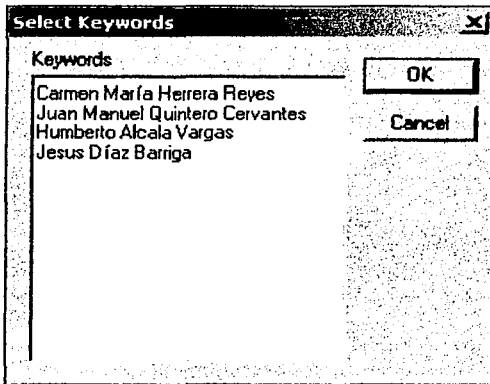 Select Keywords
Keywords
OK
Carmen María Herrera Reyes
Juan Manuel Quintero Cervantes
Cancel
Humberto Alcala Vargas
Jesus Díaz Barriga